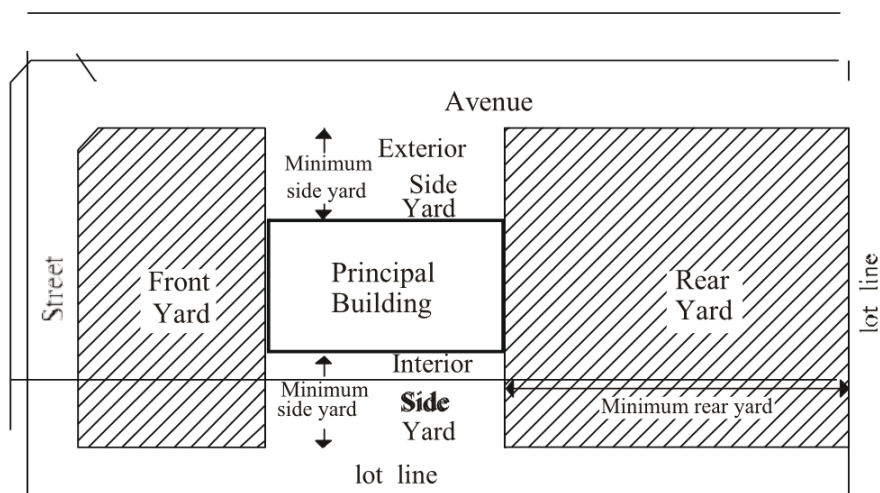 Avenue
Exterior
Side
Yard
Minimum
side yard
Street
Front
Yard
Principal
Building
Rear
Yard
lot line
Interior
Side
Yard
Minimum
side yard
Minimum rear yard
lot line